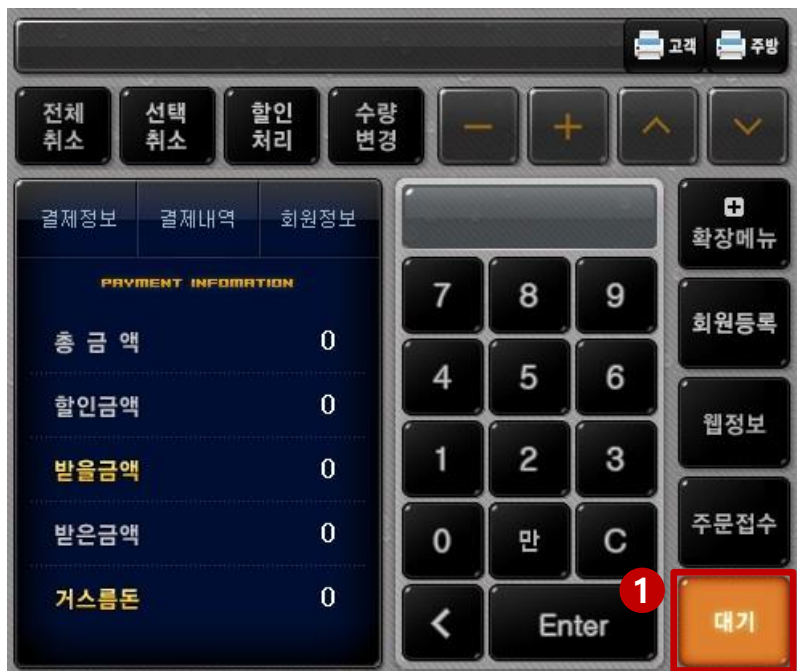 고객 주방
전체
취소
선택
취소
할인
처리
수량
변경
− +
결제정보 결제내역 회원정보
PAYMENT INFOMATION
총 금 액 0
할인금액 0
받을금액 0
받은금액 0
거스름돈 0
7 8 9
4 5 6
1 2 3
0 만 C
< Enter
확장메뉴
회원등록
웹정보
주문접수
1
대기